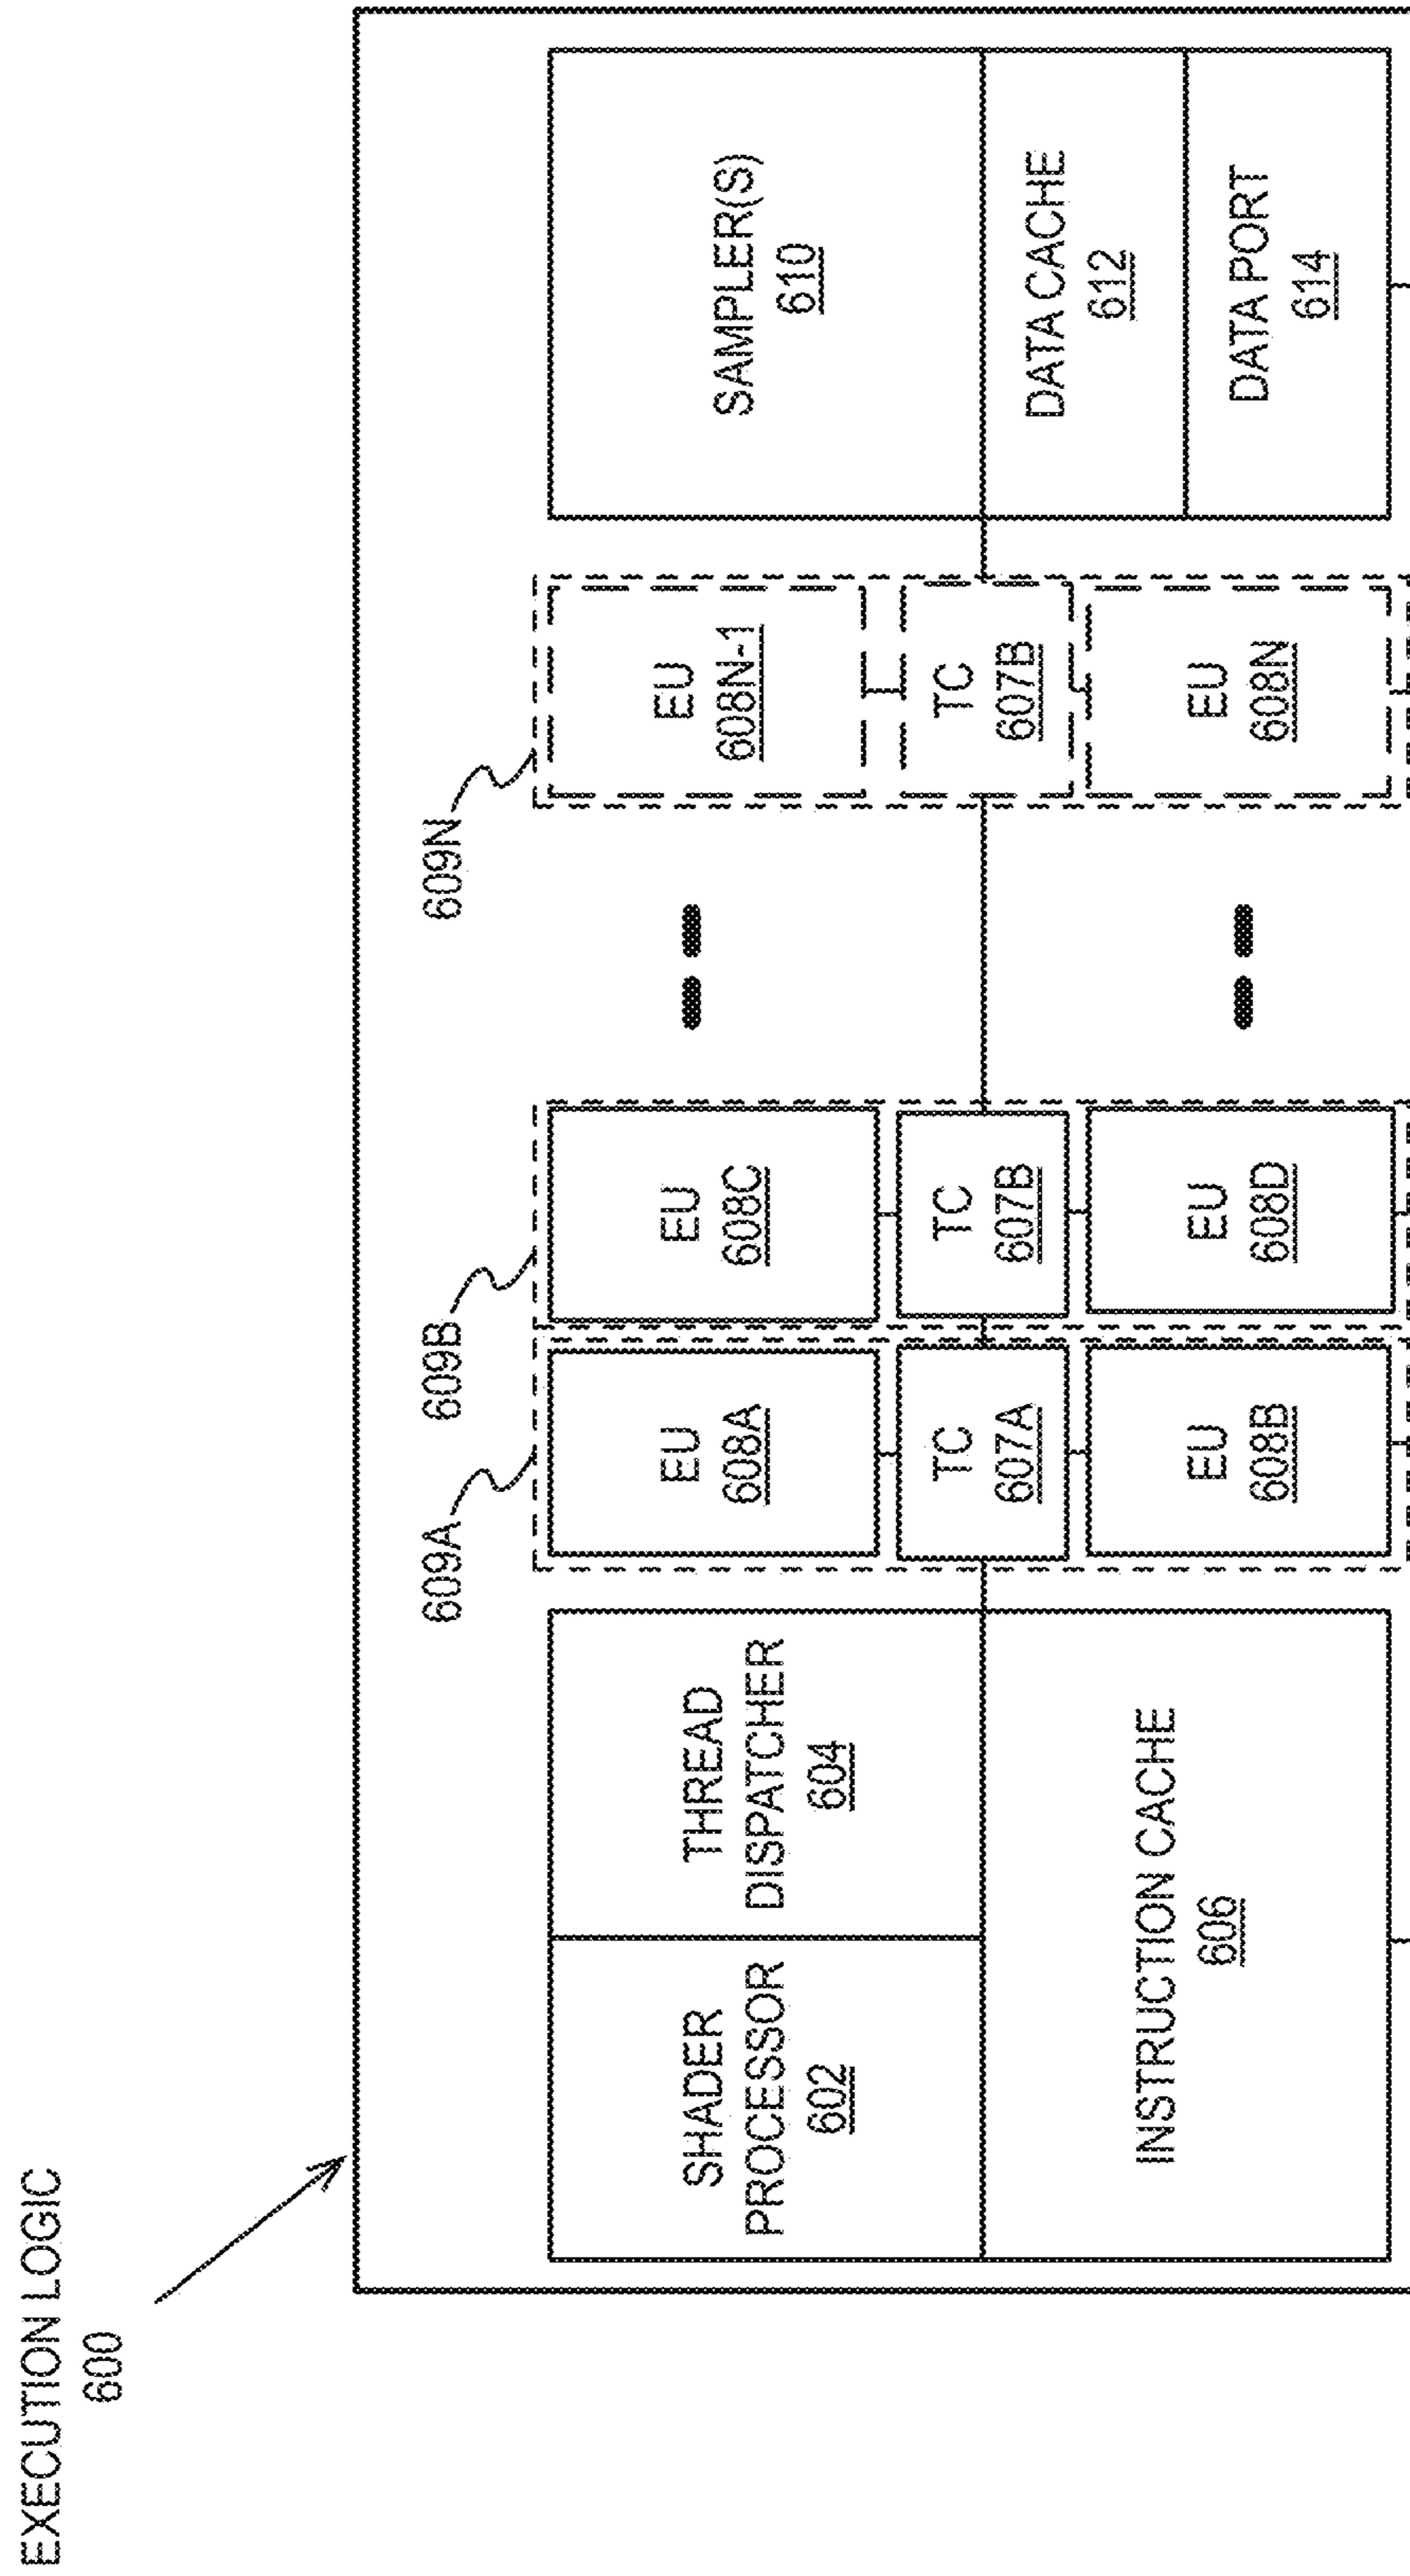 EXECUTION LOGIC
600
609A
609B
609N
SHADER
PROCESSOR
602
THREAD
DISPATCHER
604
INSTRUCTION CACHE
606
EU
608A
TC
607A
EU
608B
EU
608C
TC
607B
EU
608D
EU
608N-1
TC
607B
EU
608N
SAMPLER(S)
610
DATA CACHE
612
DATA PORT
614